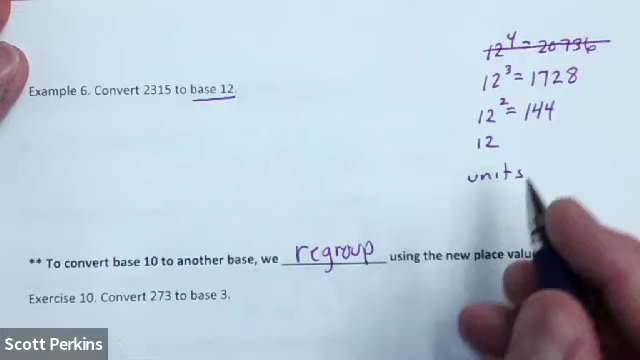 12⁴ = 20736
Example 6. Convert 2315 to base 12.
12³ = 1728
12² = 144
12
units
** To convert base 10 to another base, we regroup using the new place
Exercise 10. Convert 273 to base 3.
Scott Perkins